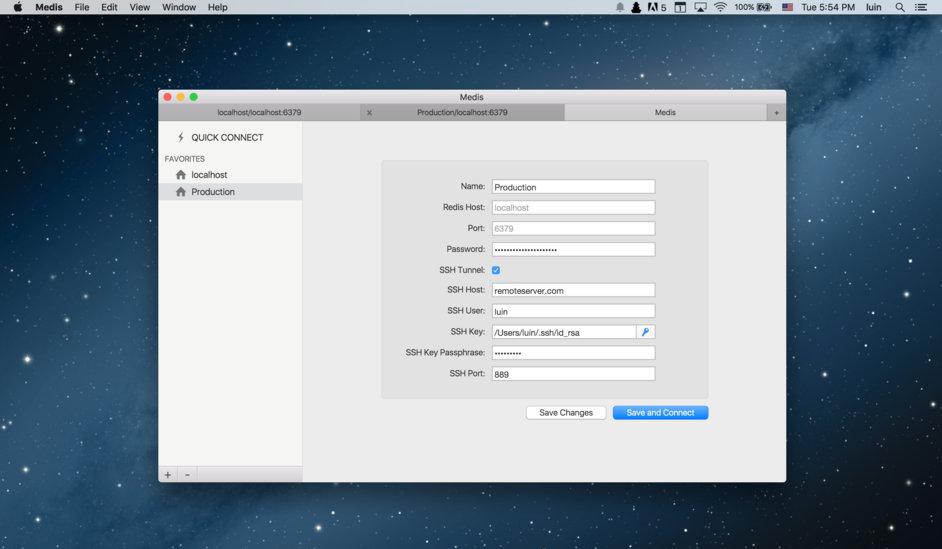 Medis File Edit View Window Help 5 1 100% Tue 5:54 PM luin
Medis
localhost/localhost:6379 x Production/localhost:6379 Medis +
QUICK CONNECT
FAVORITES
localhost
Production
Name: Production
Redis Host: localhost
Port: 6379
Password: •••••••••••••••••••••
SSH Tunnel:
SSH Host: remoteserver.com
SSH User: luin
SSH Key: /Users/luin/.ssh/id_rsa
SSH Key Passphrase: •••••••••
SSH Port: 889
Save Changes Save and Connect
+ -